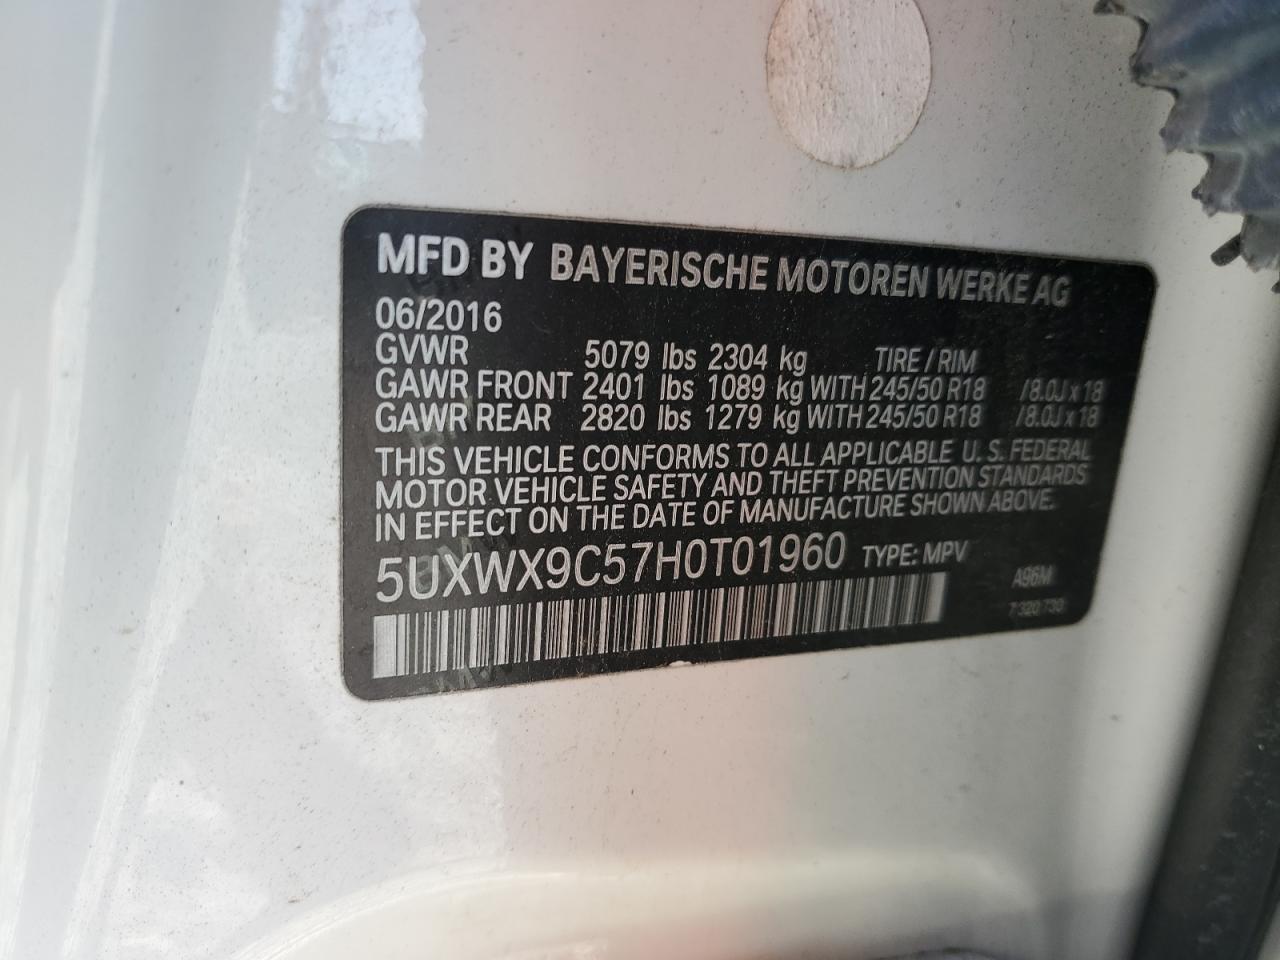 MFD BY BAYERISCHE MOTOREN WERKE AG
06/2016
GVWR 5079 lbs 2304 kg TIRE / RIM
GAWR FRONT 2401 lbs 1089 kg WITH 245/50 R18 /8.0J x 18
GAWR REAR 2820 lbs 1279 kg WITH 245/50 R18 /8.0J x 18
THIS VEHICLE CONFORMS TO ALL APPLICABLE U.S. FEDERAL
MOTOR VEHICLE SAFETY AND THEFT PREVENTION STANDARDS
IN EFFECT ON THE DATE OF MANUFACTURE SHOWN ABOVE.
5UXWX9C57H0T01960 TYPE: MPV
A96M
7 320 730